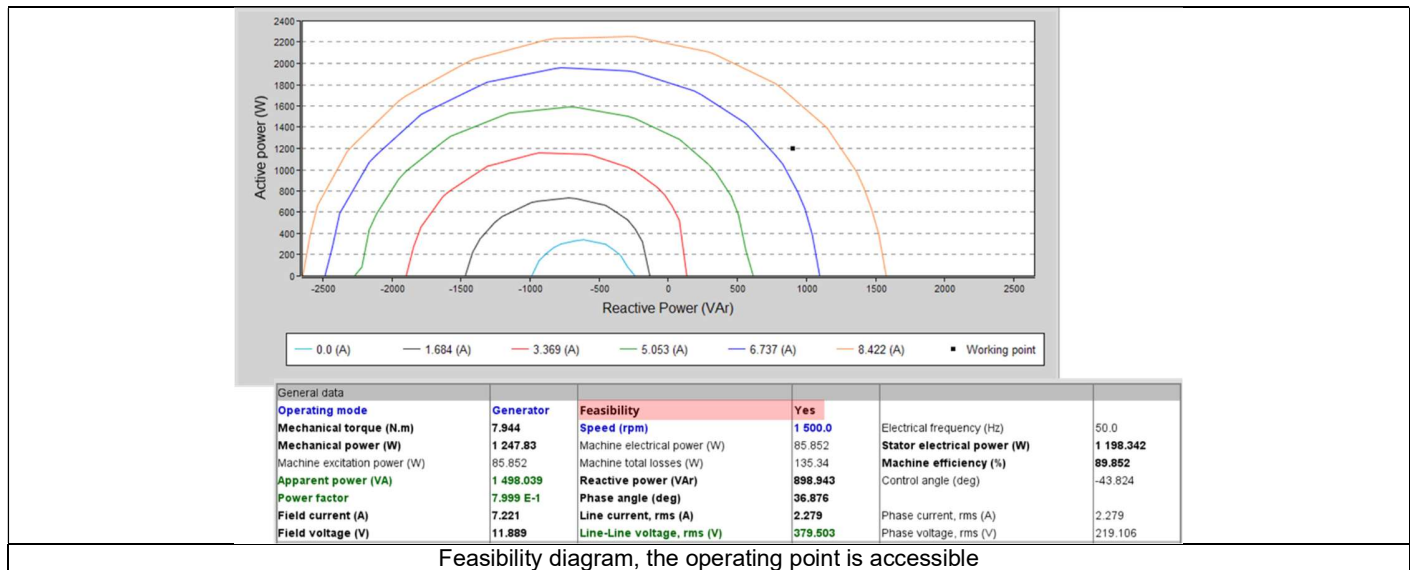 2400
2200
2000
1800
1600
1400
1200
1000
800
600
400
200
0
Active power (W)
-2500 -2000 -1500 -1000 -500 0 500 1000 1500 2000 2500
Reactive Power (VAr)
0.0 (A) 1.684 (A) 3.369 (A) 5.053 (A) 6.737 (A) 8.422 (A) Working point
General data
Operating mode Generator Feasibility Yes
Mechanical torque (N.m) 7.944 Speed (rpm) 1 500.0 Electrical frequency (Hz) 50.0
Mechanical power (W) 1 247.83 Machine electrical power (W) 85.852 Stator electrical power (W) 1 198.342
Machine excitation power (W) 85.852 Machine total losses (W) 135.34 Machine efficiency (%) 89.852
Apparent power (VA) 1 498.039 Reactive power (VAr) 898.943 Control angle (deg) -43.824
Power factor 7.999 E-1 Phase angle (deg) 36.876
Field current (A) 7.221 Line current, rms (A) 2.279 Phase current, rms (A) 2.279
Field voltage (V) 11.889 Line-Line voltage, rms (V) 379.503 Phase voltage, rms (V) 219.106
Feasibility diagram, the operating point is accessible